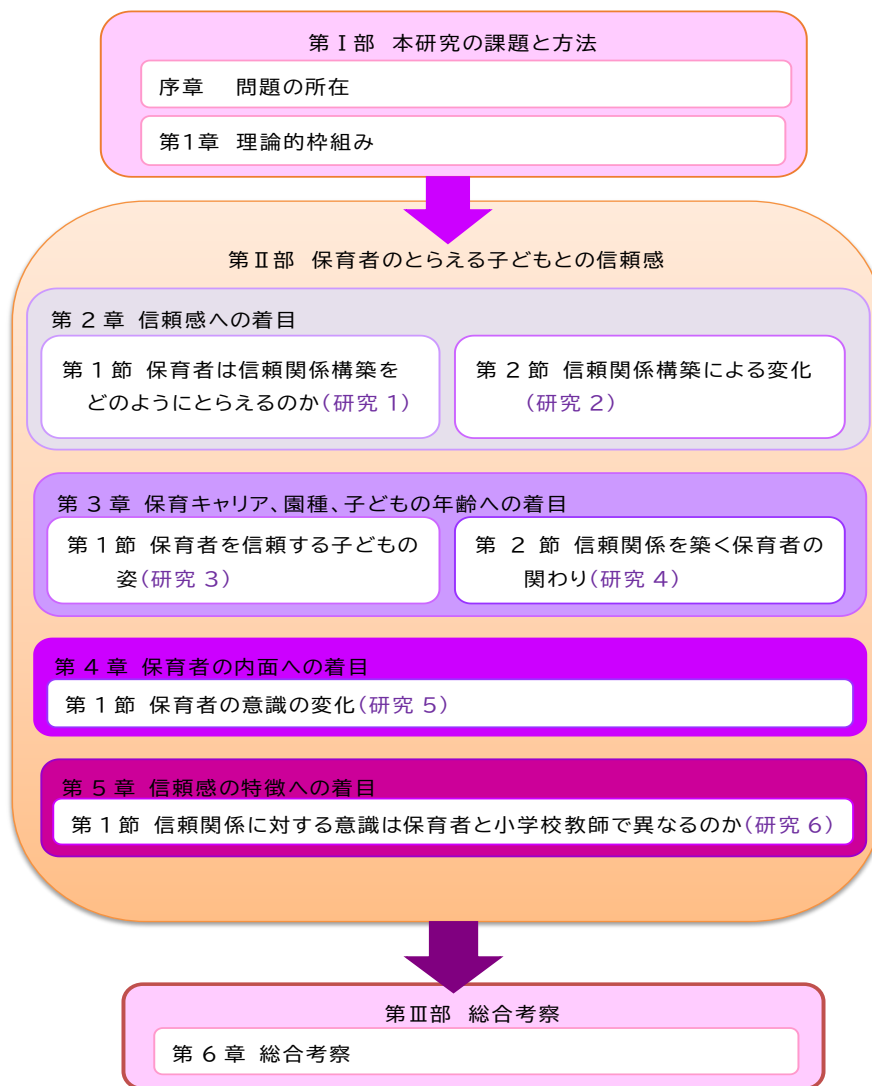 第Ⅰ部 本研究の課題と方法
序章 問題の所在
第1章 理論的枠組み
第Ⅱ部 保育者のとらえる子どもとの信頼感
第2章 信頼感への着目
第1節 保育者は信頼関係構築を
どのようにとらえるのか(研究1)
第2節 信頼関係構築による変化
(研究2)
第3章 保育キャリア、園種、子どもの年齢への着目
第1節 保育者を信頼する子どもの
姿(研究3)
第2節 信頼関係を築く保育者の
関わり(研究4)
第4章 保育者の内面への着目
第1節 保育者の意識の変化(研究5)
第5章 信頼感の特徴への着目
第1節 信頼関係に対する意識は保育者と小学校教師で異なるのか(研究6)
第Ⅲ部 総合考察
第6章 総合考察